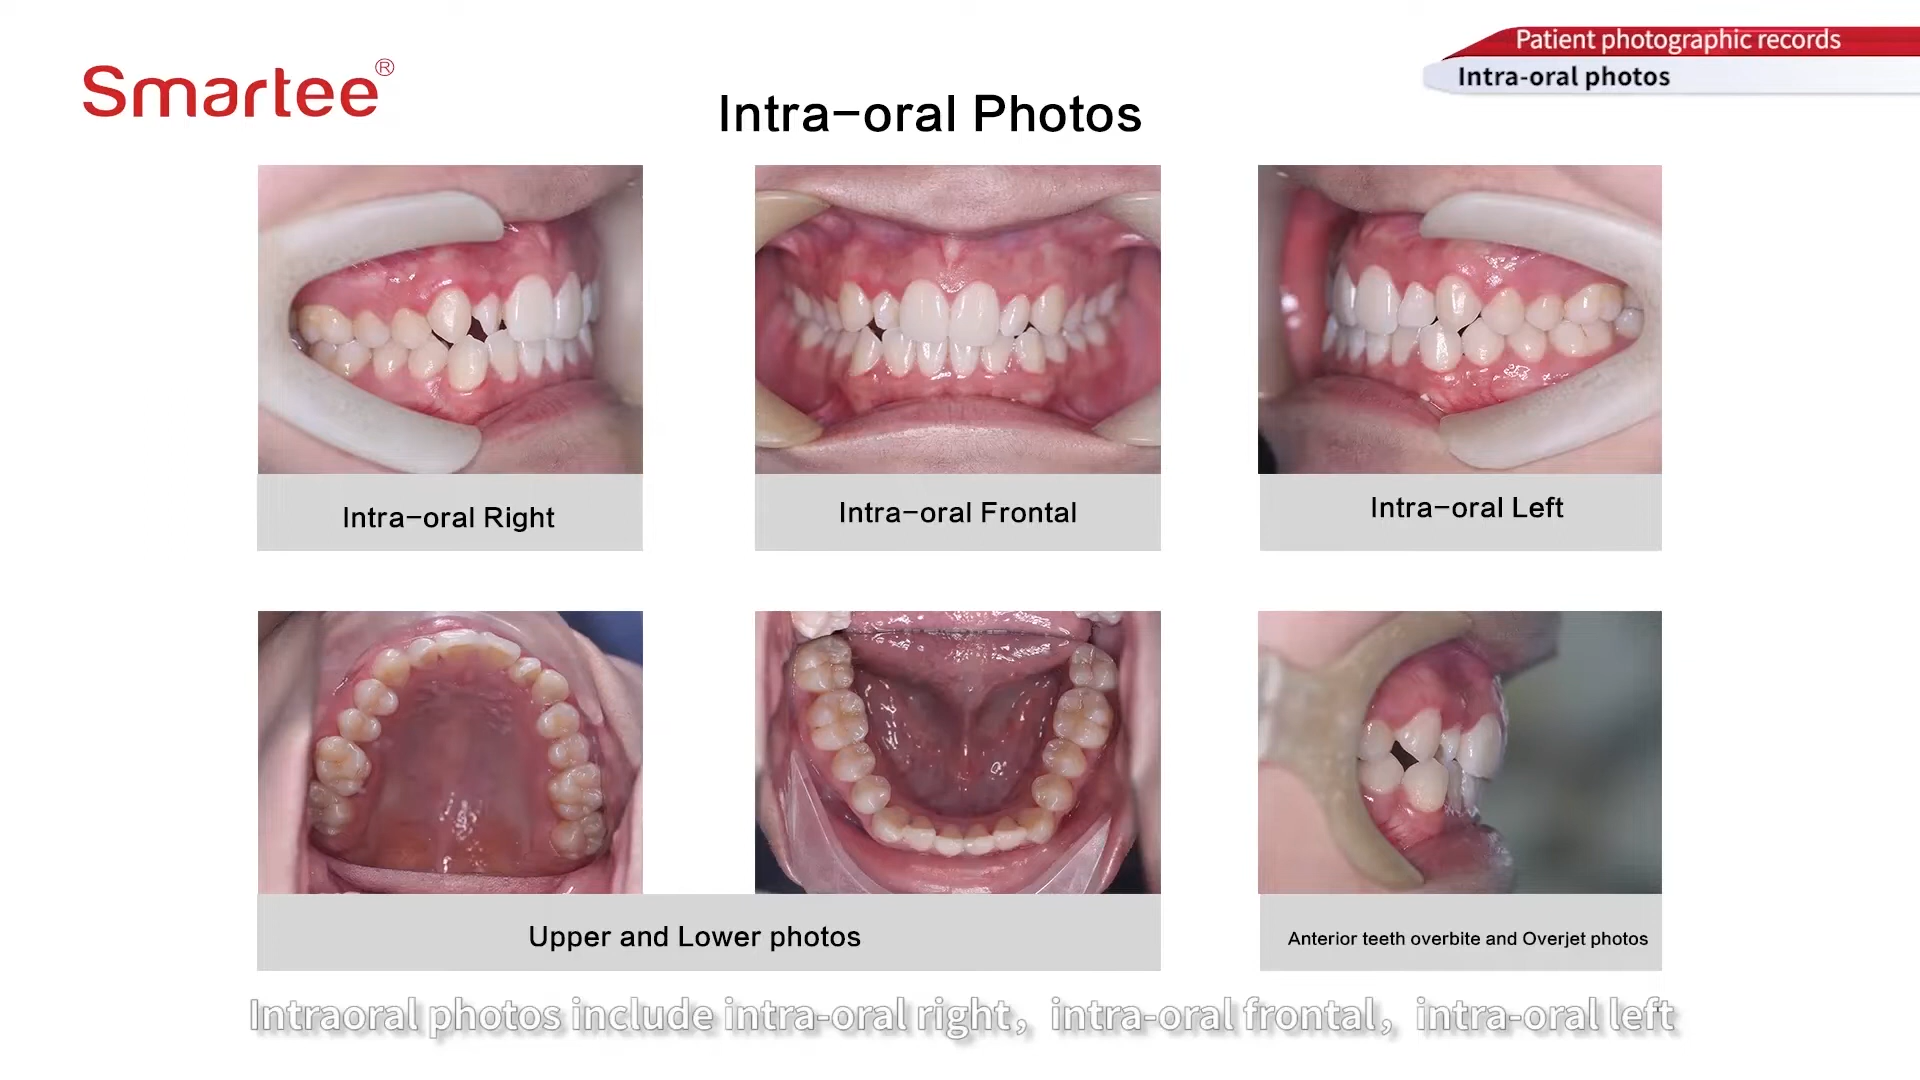 Smartee®
Patient photographic records
Intra-oral photos
Intra-oral Photos
Intra-oral Right
Intra-oral Frontal
Intra-oral Left
Upper and Lower photos
Anterior teeth overbite and Overjet photos
Intraoral photos include intra-oral right，intra-oral frontal，intra-oral left